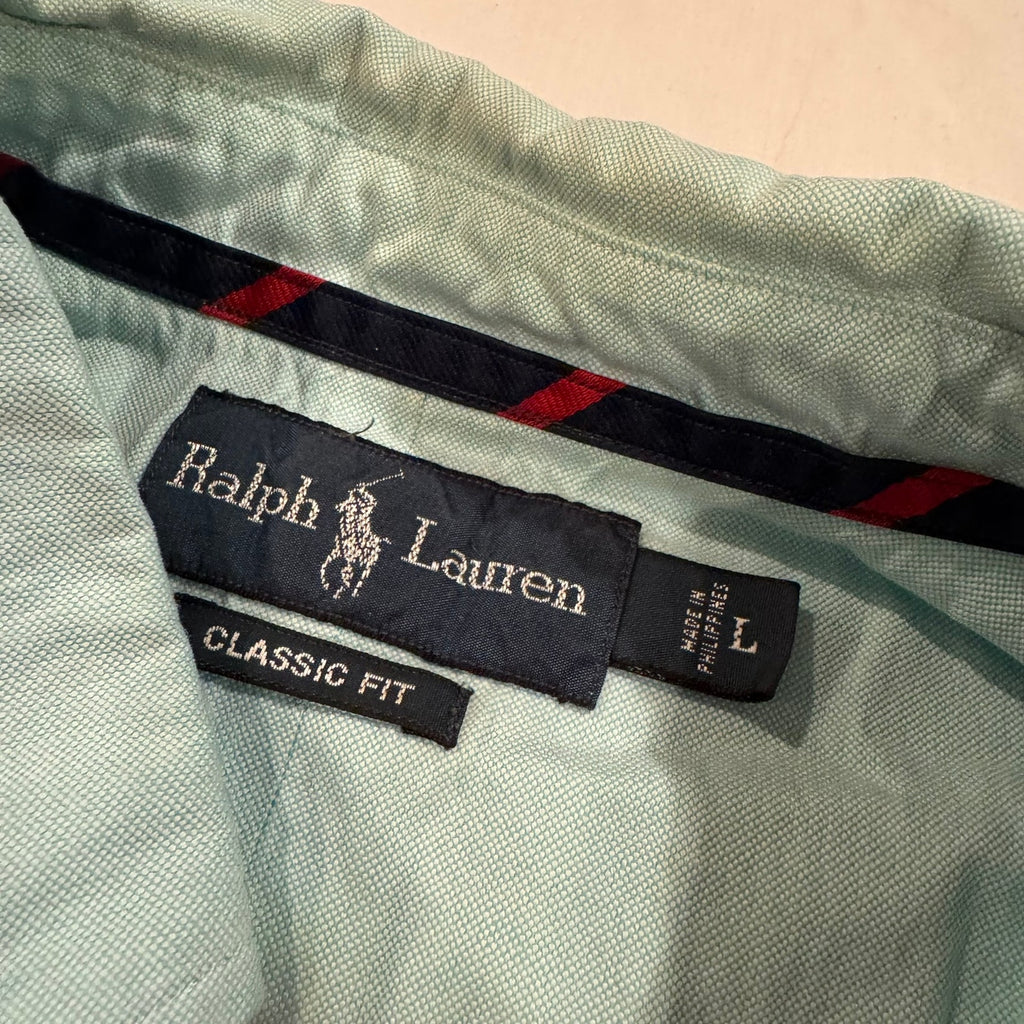 Ralph Lauren
CLASSIC FIT
MADE IN
PHILIPPINES
L